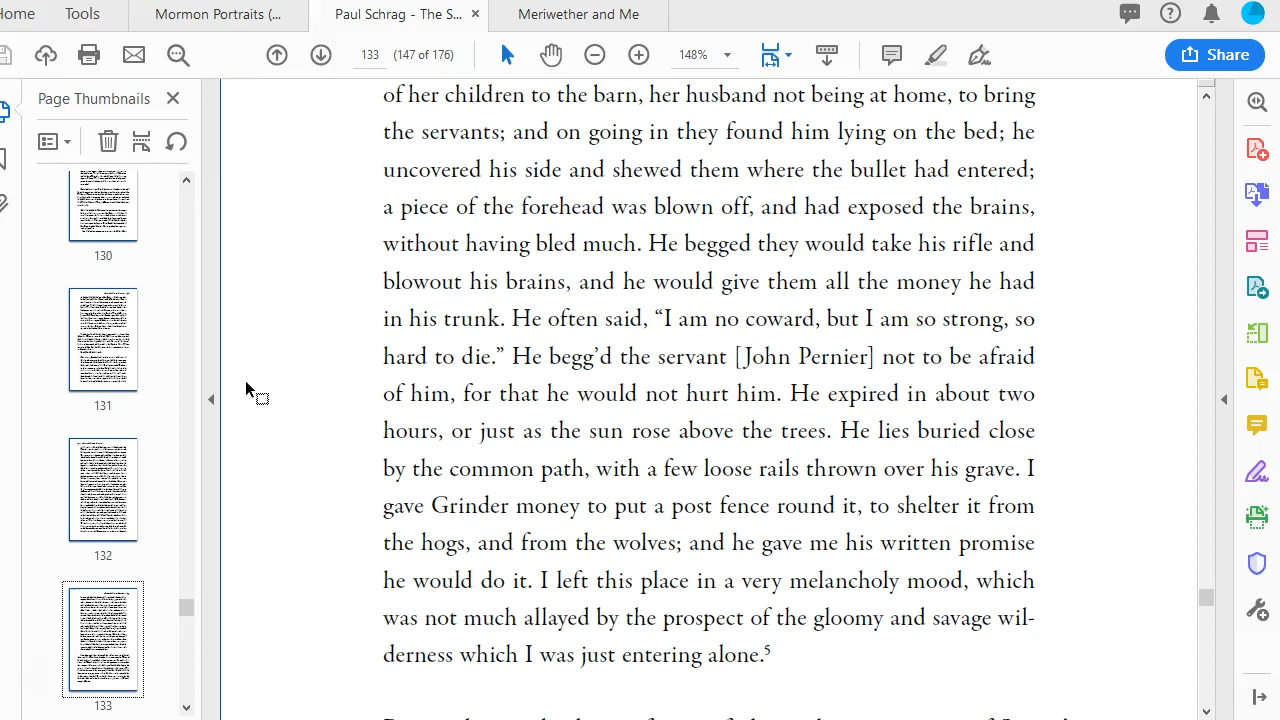 Home
Tools
Mormon Portraits (...
Paul Schrag - The S...
Meriwether and Me
133
(147 of 176)
148%
Share
Page Thumbnails
130
131
132
133
of her children to the barn, her husband not being at home, to bring
the servants; and on going in they found him lying on the bed; he
uncovered his side and shewed them where the bullet had entered;
a piece of the forehead was blown off, and had exposed the brains,
without having bled much. He begged they would take his rifle and
blowout his brains, and he would give them all the money he had
in his trunk. He often said, “I am no coward, but I am so strong, so
hard to die.” He begg’d the servant [John Pernier] not to be afraid
of him, for that he would not hurt him. He expired in about two
hours, or just as the sun rose above the trees. He lies buried close
by the common path, with a few loose rails thrown over his grave. I
gave Grinder money to put a post fence round it, to shelter it from
the hogs, and from the wolves; and he gave me his written promise
he would do it. I left this place in a very melancholy mood, which
was not much allayed by the prospect of the gloomy and savage wil-
derness which I was just entering alone.⁵